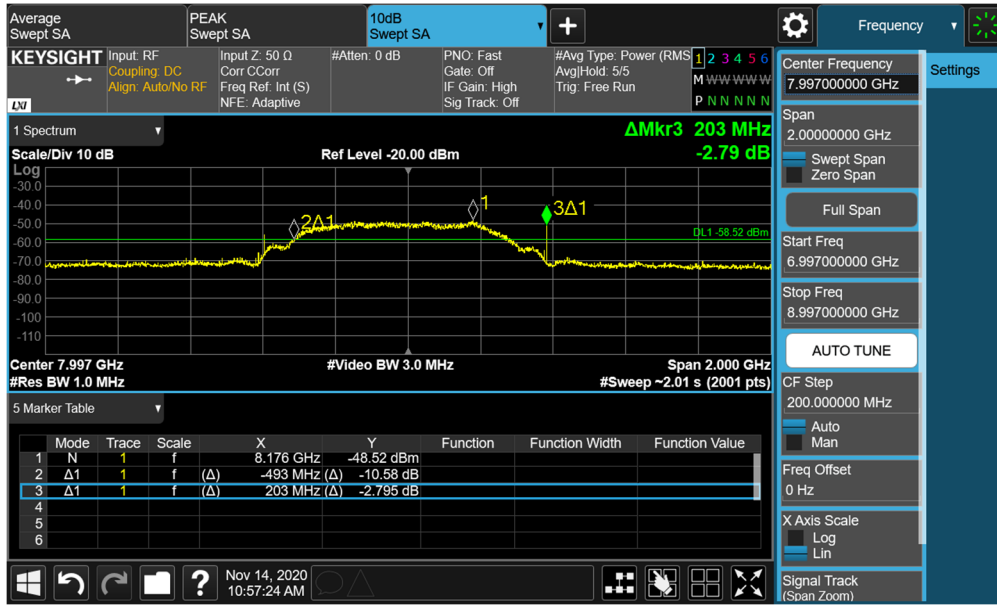 Average
Swept SA
PEAK
Swept SA
10dB
Swept SA
Frequency
KEYSIGHT
LXI
Input: RF
Coupling: DC
Align: Auto/No RF
Input Z: 50 Ω
Corr CCorr
Freq Ref: Int (S)
NFE: Adaptive
#Atten: 0 dB
PNO: Fast
Gate: Off
IF Gain: High
Sig Track: Off
#Avg Type: Power (RMS
Avg|Hold: 5/5
Trig: Free Run
1 2 3 4 5 6
M W W W W W
P N N N N N
1 Spectrum
ΔMkr3 203 MHz
-2.79 dB
Scale/Div 10 dB
Ref Level -20.00 dBm
Log
-30.0
-40.0
-50.0
-60.0
-70.0
-80.0
-90.0
-100
-110
2Δ1
1
3Δ1
DL1 -58.52 dBm
Center 7.997 GHz
#Video BW 3.0 MHz
Span 2.000 GHz
#Res BW 1.0 MHz
#Sweep ~2.01 s (2001 pts)
5 Marker Table
Mode Trace Scale X Y Function Function Width Function Value
1 N 1 f 8.176 GHz -48.52 dBm
2 Δ1 1 f (Δ) -493 MHz (Δ) -10.58 dB
3 Δ1 1 f (Δ) 203 MHz (Δ) -2.795 dB
4
5
6
?
Nov 14, 2020
10:57:24 AM
Center Frequency
7.997000000 GHz
Span
2.00000000 GHz
Swept Span
Zero Span
Full Span
Start Freq
6.997000000 GHz
Stop Freq
8.997000000 GHz
AUTO TUNE
CF Step
200.000000 MHz
Auto
Man
Freq Offset
0 Hz
X Axis Scale
Log
Lin
Signal Track
(Span Zoom)
Settings